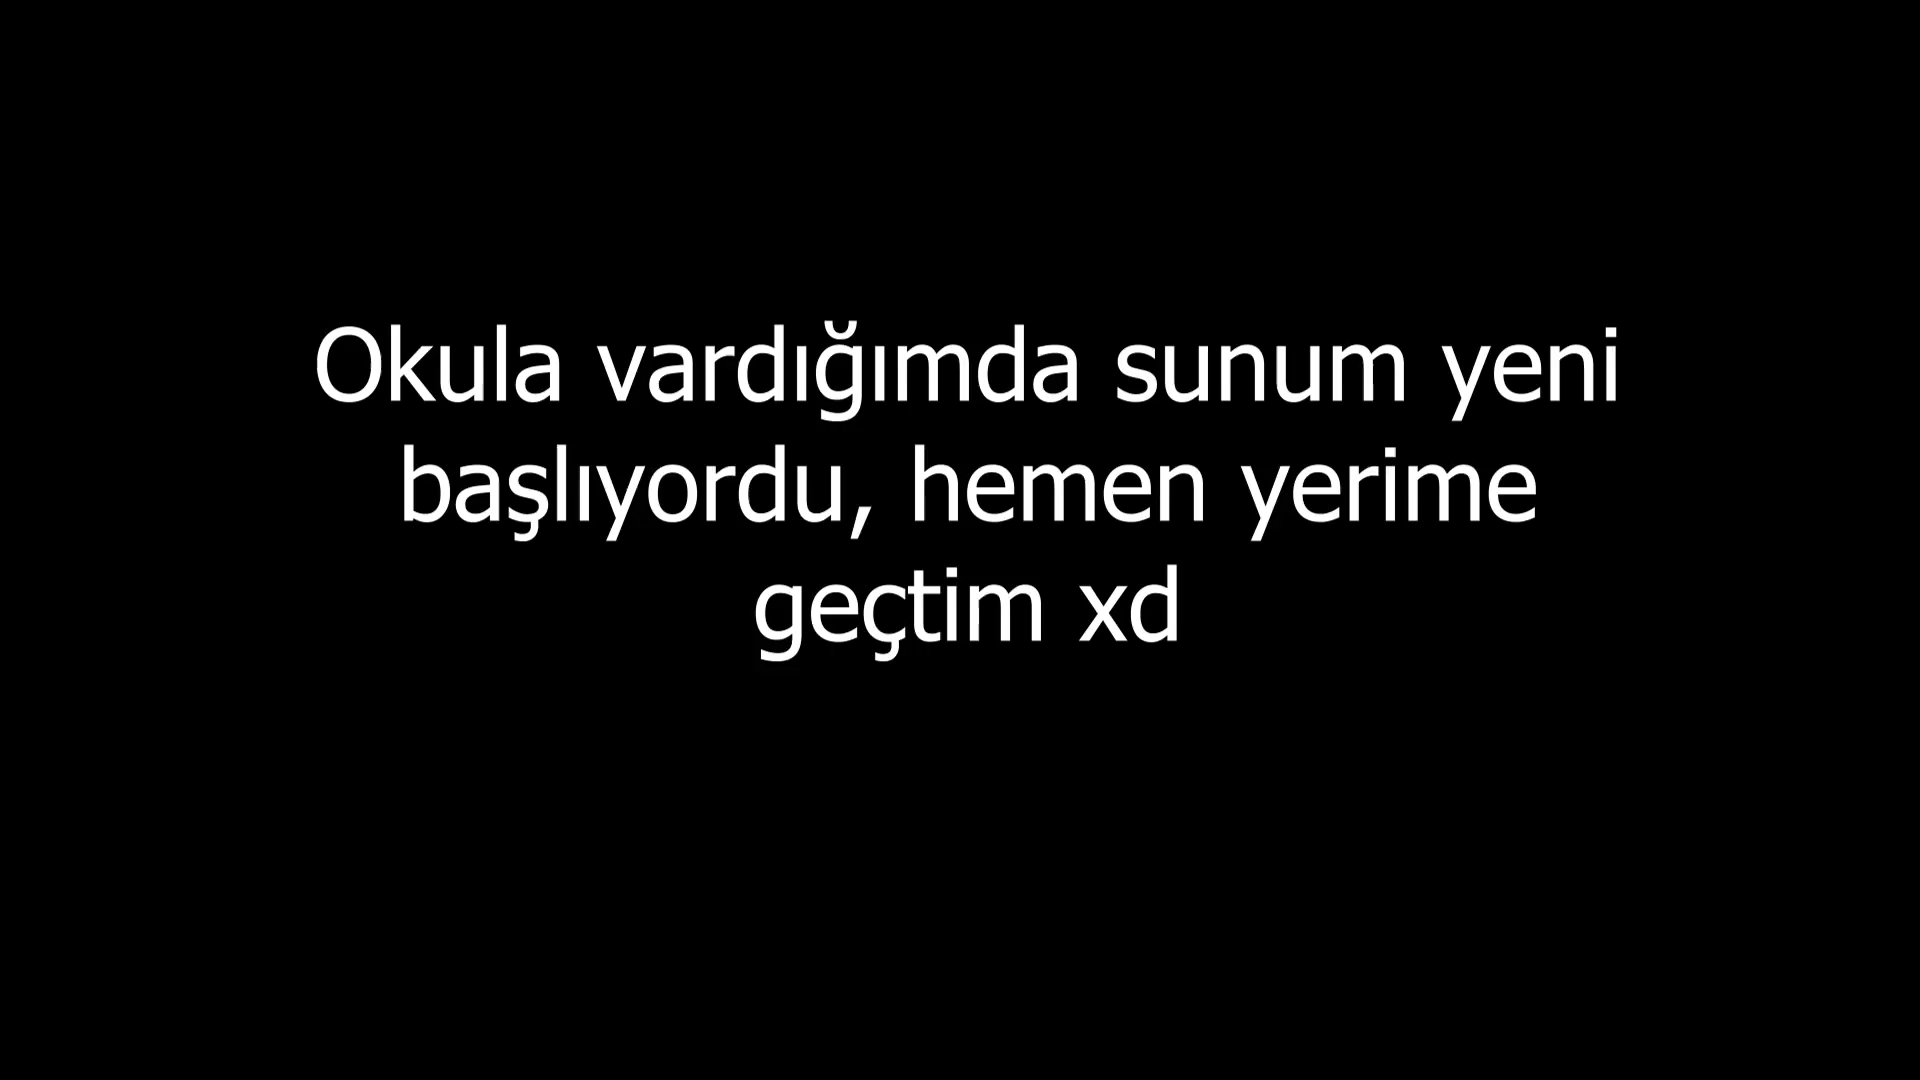 Okula vardığımda sunum yeni
başlıyordu, hemen yerime
geçtim xd